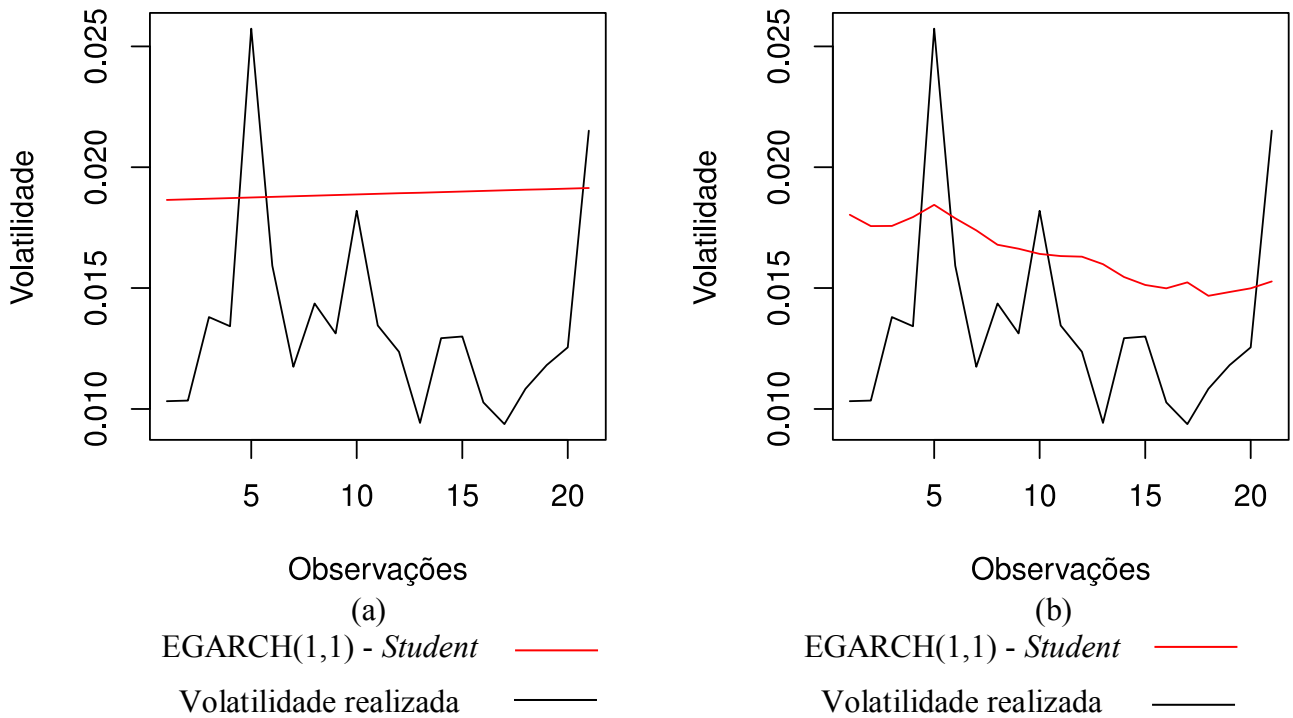 0.025
0.020
0.015
0.010
Volatilidade
5 10 15 20
Observações
(a)
EGARCH(1,1) - Student
Volatilidade realizada
0.025
0.020
0.015
0.010
Volatilidade
5 10 15 20
Observações
(b)
EGARCH(1,1) - Student
Volatilidade realizada